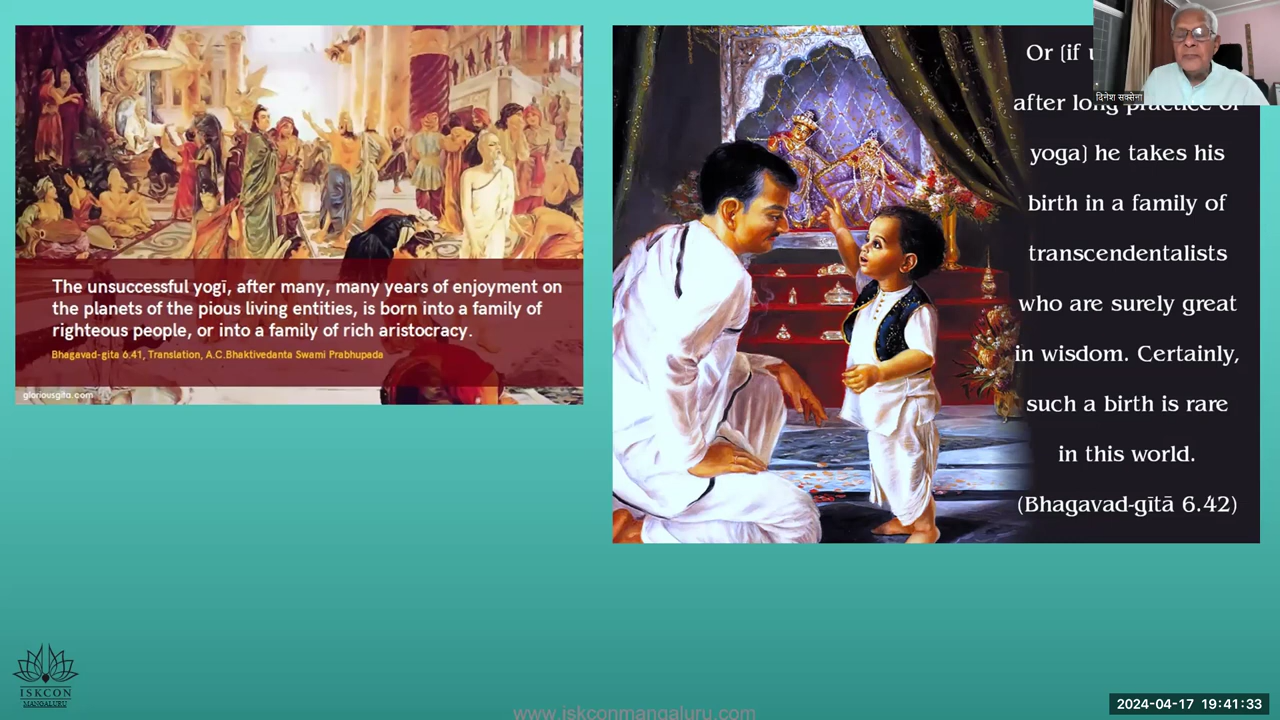 The unsuccessful yogī, after many, many years of enjoyment on
the planets of the pious living entities, is born into a family of
righteous people, or into a family of rich aristocracy.
Bhagavad-gita 6.41, Translation, A.C.Bhaktivedanta Swami Prabhupada
gloriousgita.com
Or (if
after long practice of
yoga) he takes his
birth in a family of
transcendentalists
who are surely great
in wisdom. Certainly,
such a birth is rare
in this world.
(Bhagavad-gītā 6.42)
दिनेश सक्सेना
ISKCON
MANGALURU
www.iskconmangaluru.com
2024-04-17 19:41:33